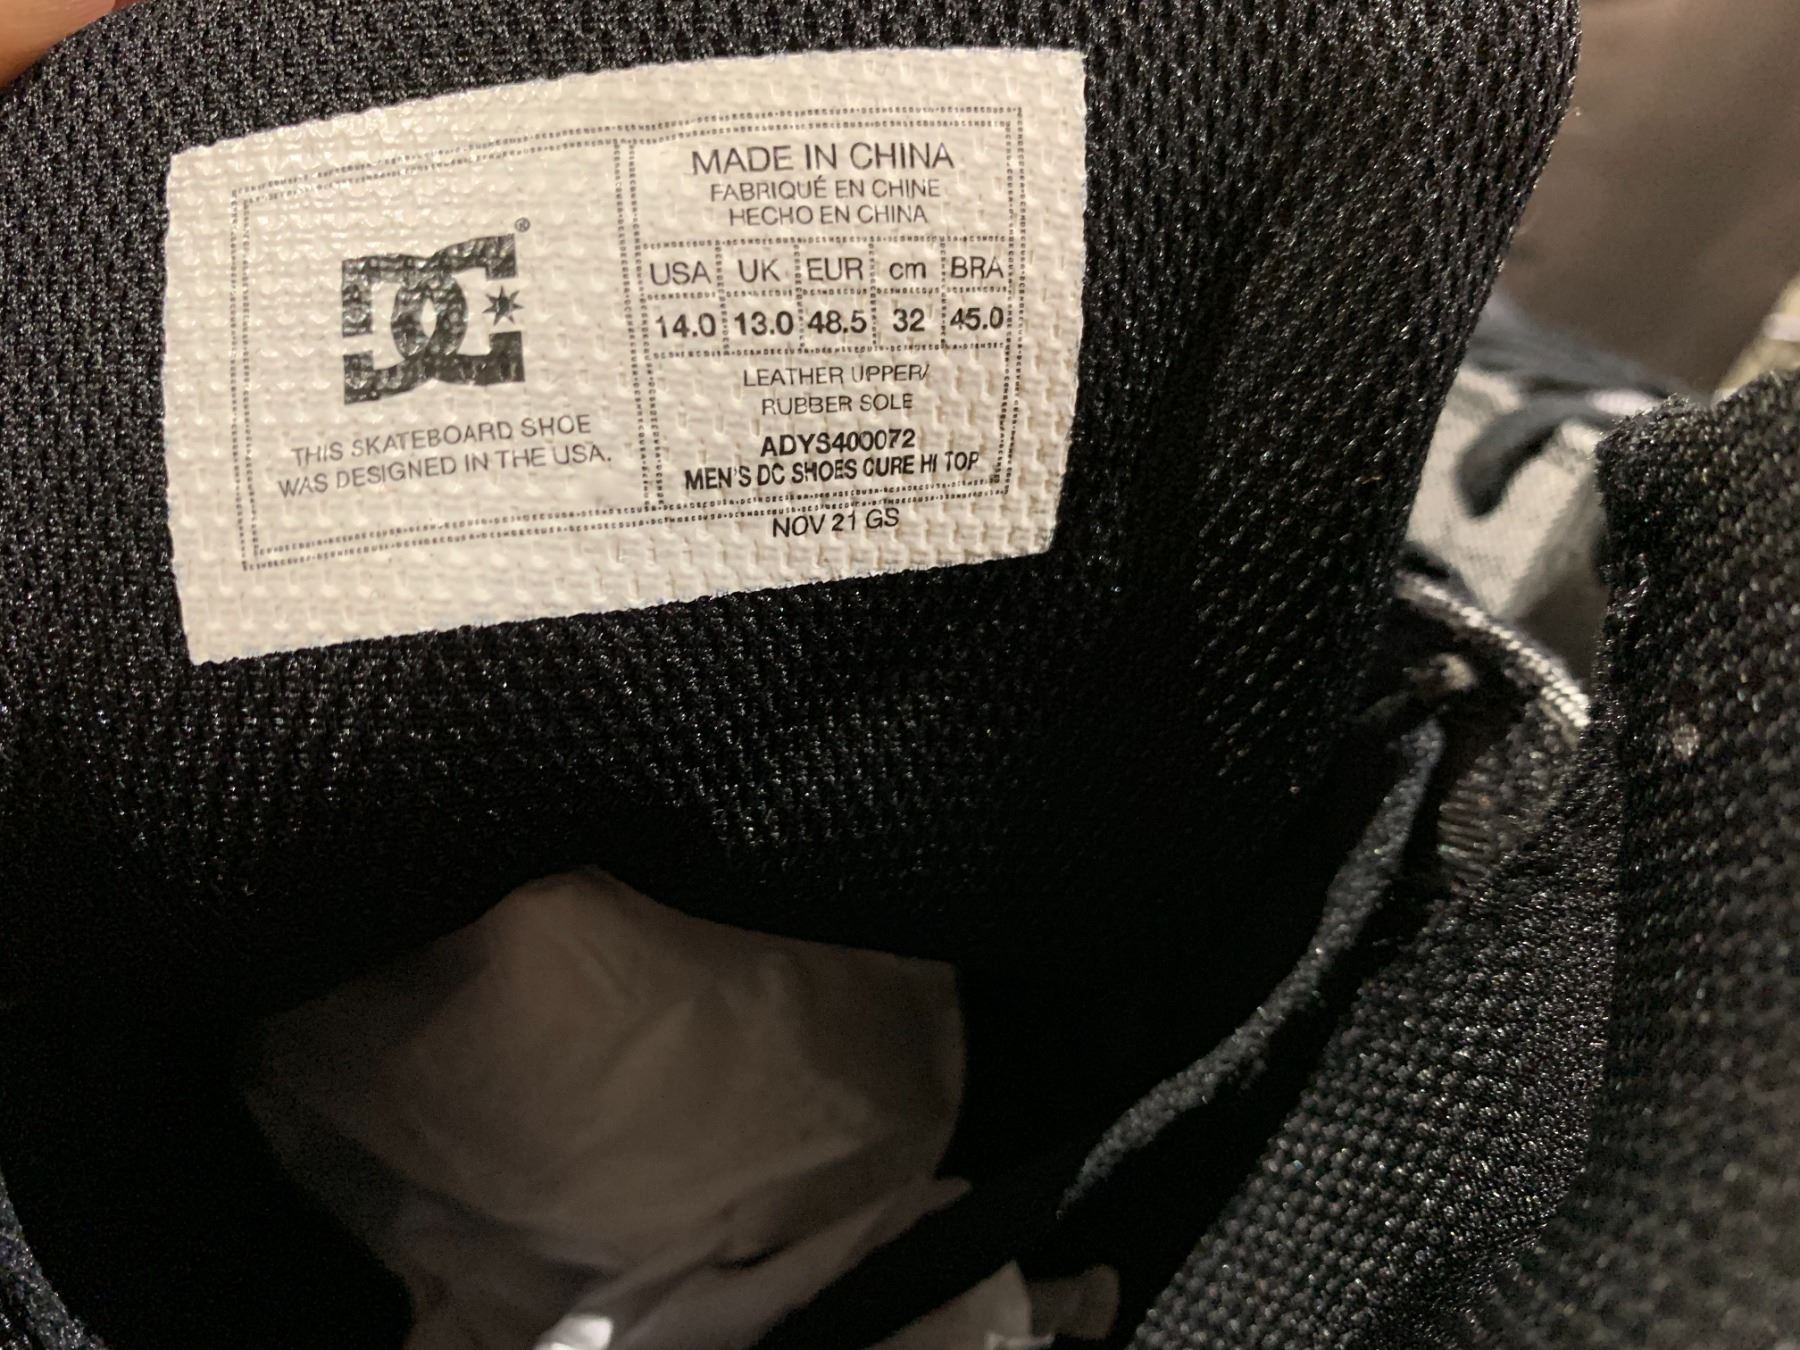 DC®
THIS SKATEBOARD SHOE
WAS DESIGNED IN THE USA.
MADE IN CHINA
FABRIQUÉ EN CHINE
HECHO EN CHINA
USA UK EUR cm BRA
14.0 13.0 48.5 32 45.0
LEATHER UPPER/
RUBBER SOLE
ADYS400072
MEN'S DC SHOES CURE HI TOP
NOV 21 GS